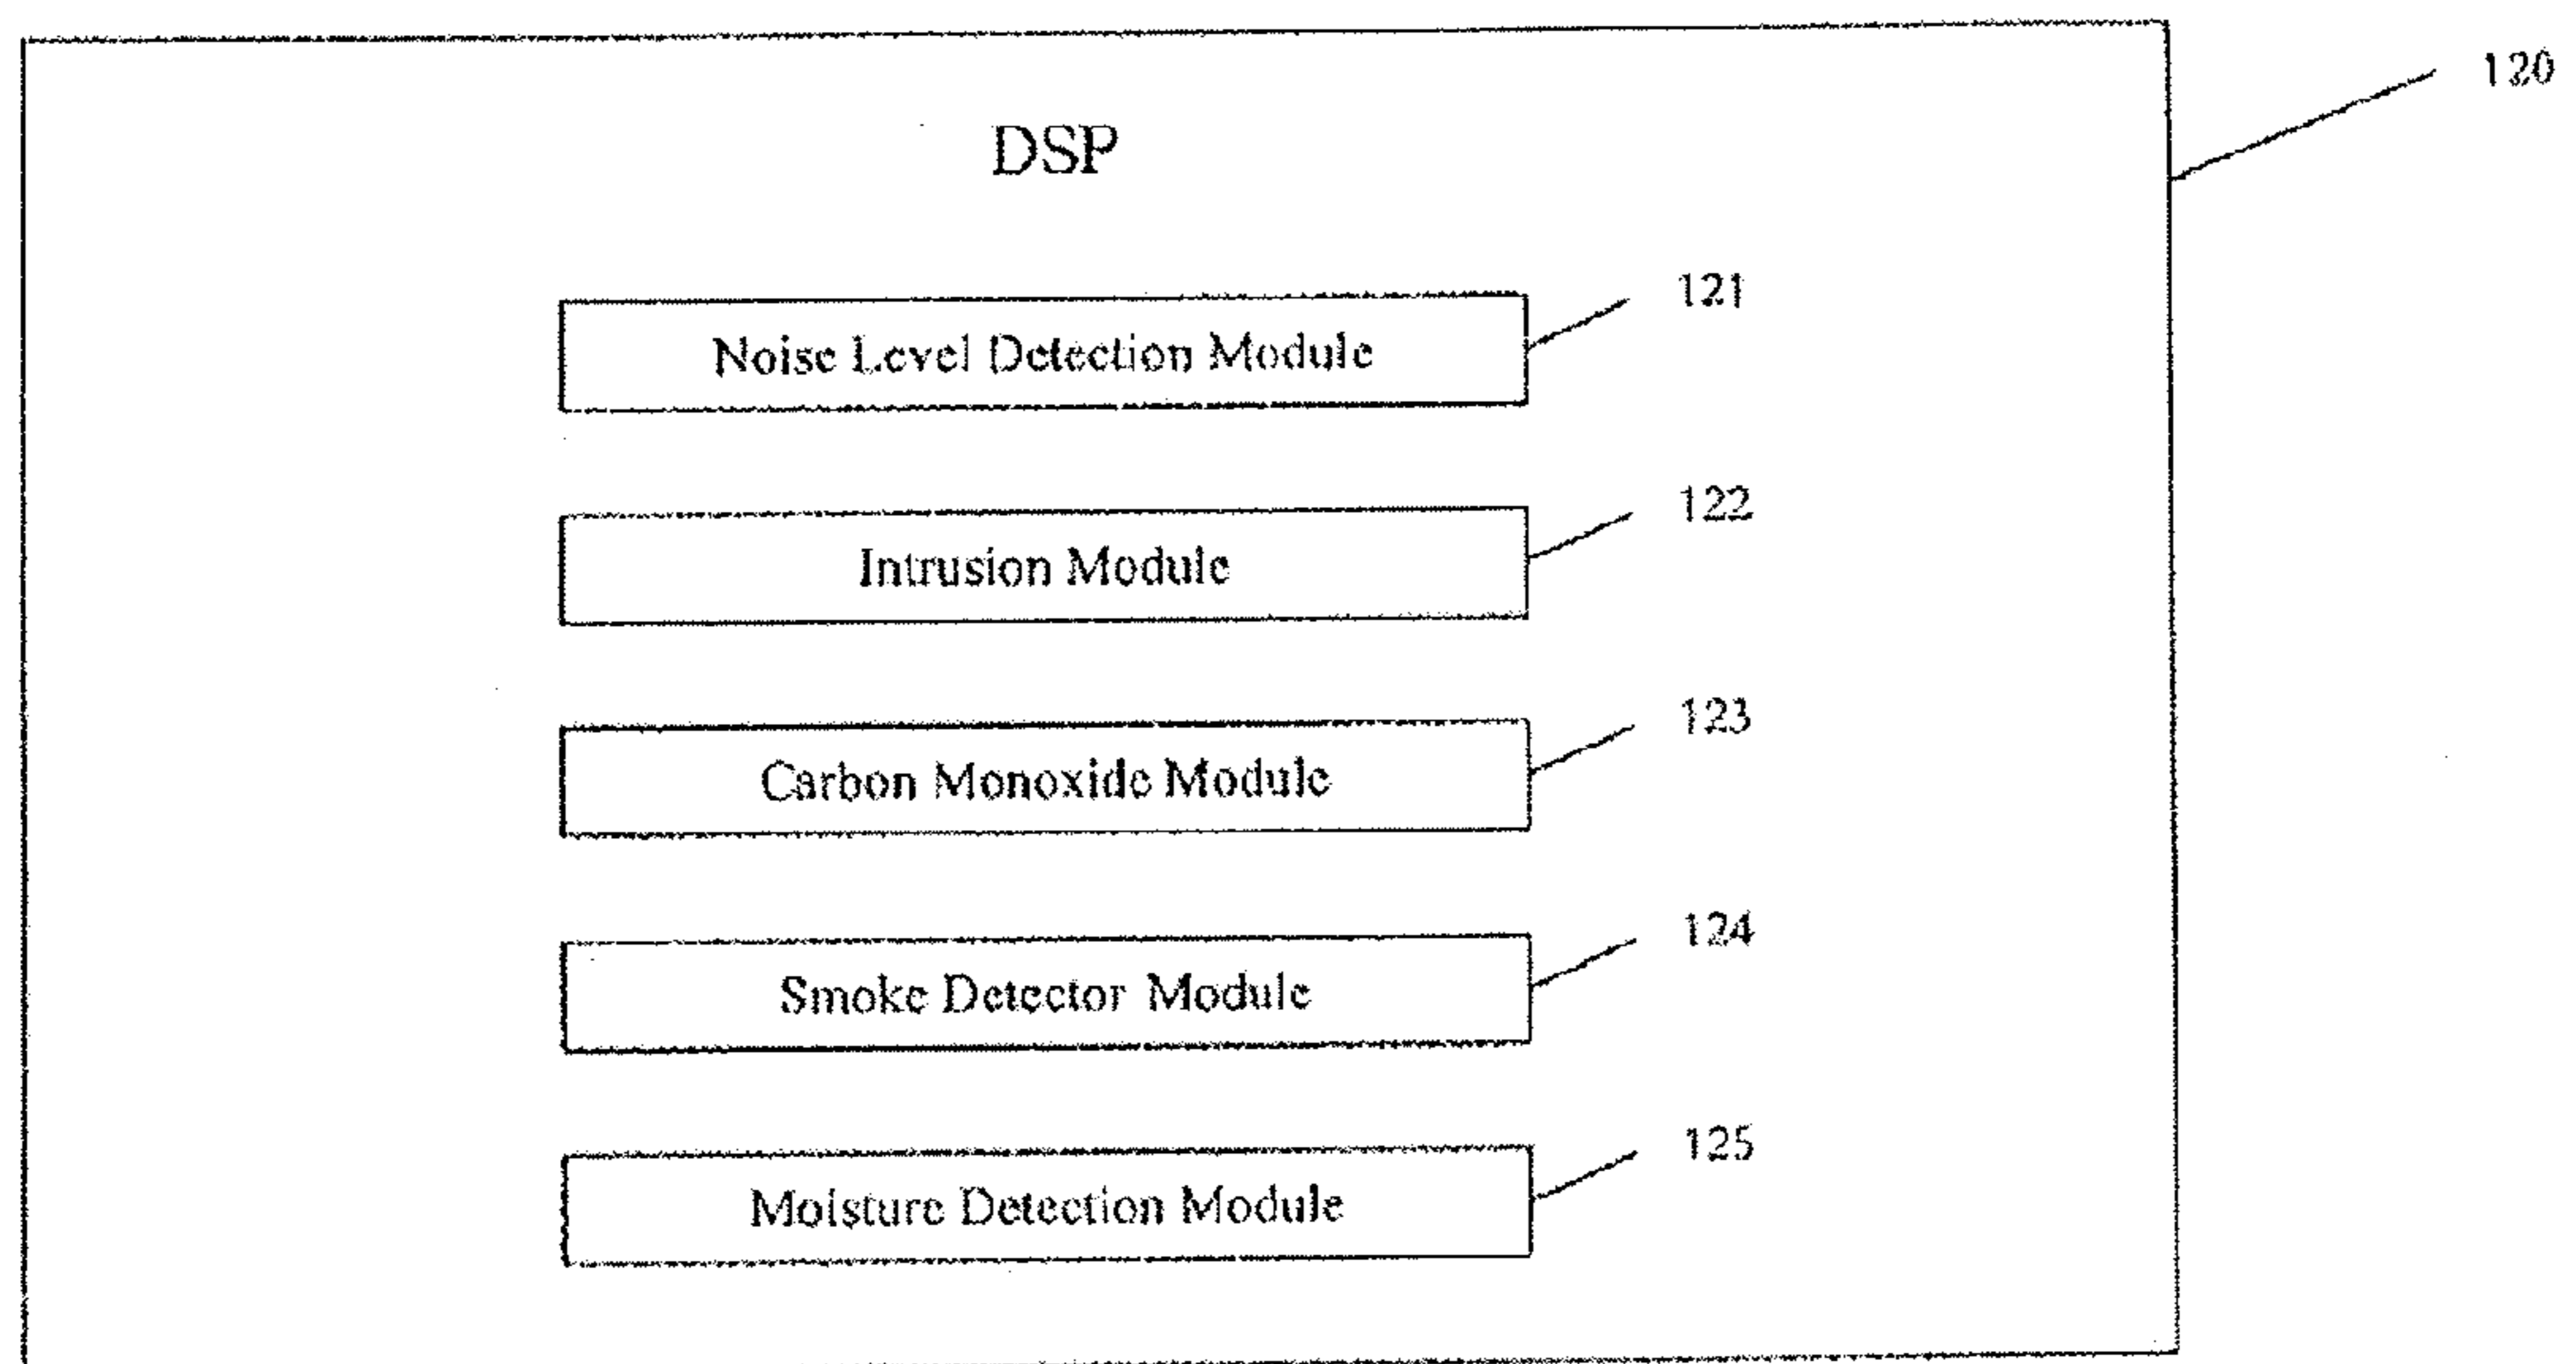 120
DSP
121
Noise Level Detection Module
122
Intrusion Module
123
Carbon Monoxide Module
124
Smoke Detector Module
125
Moisture Detection Module